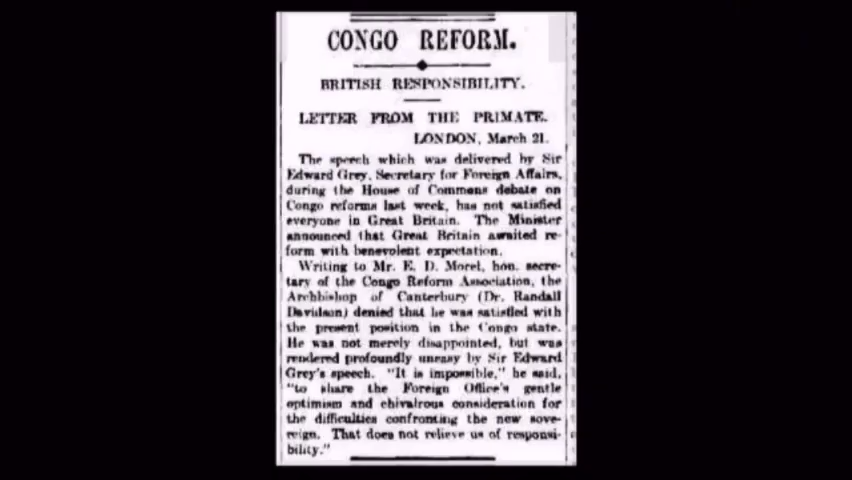 CONGO REFORM.
BRITISH RESPONSIBILITY.
LETTER FROM THE PRIMATE.
LONDON, March 21.
The speech which was delivered by Sir
Edward Grey, Secretary for Foreign Affairs,
during the House of Commons debate on
Congo reforms last week, has not satisfied
everyone in Great Britain. The Minister
announced that Great Britain awaited re-
form with benevolent expectation.
Writing to Mr. E. D. Morel, hon. secre-
tary of the Congo Reform Association, the
Archbishop of Canterbury (Dr. Randall
Davidson) denied that he was satisfied with
the present position in the Congo state.
He was not merely disappointed, but was
rendered profoundly uneasy by Sir Edward
Grey's speech. "It is impossible," he said,
"to share the Foreign Office's gentle
optimism and chivalrous consideration for
the difficulties confronting the new sove-
reign. That does not relieve us of responsi-
bility."